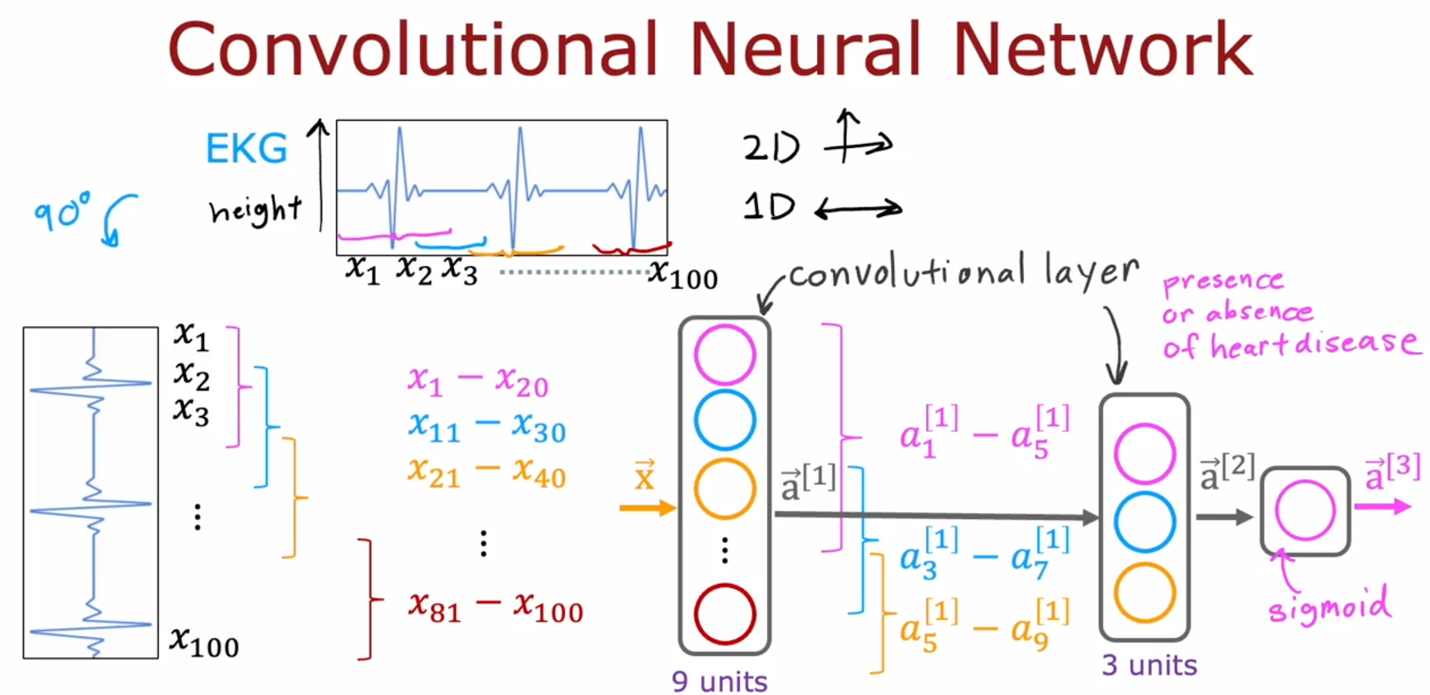 Convolutional Neural Network
EKG
height
90°
2D
1D
x₁ x₂ x₃ x₁₀₀
convolutional layer
presence
or absence
of heart disease
x₁
x₂
x₃
⋮
x₁₀₀
x₁ – x₂₀
x₁₁ – x₃₀
x₂₁ – x₄₀
⋮
x₈₁ – x₁₀₀
x⃗
⋮
9 units
a⃗^[1]
a₁^[1] – a₅^[1]
a₃^[1] – a₇^[1]
a₅^[1] – a₉^[1]
3 units
a⃗^[2]
a⃗^[3]
sigmoid